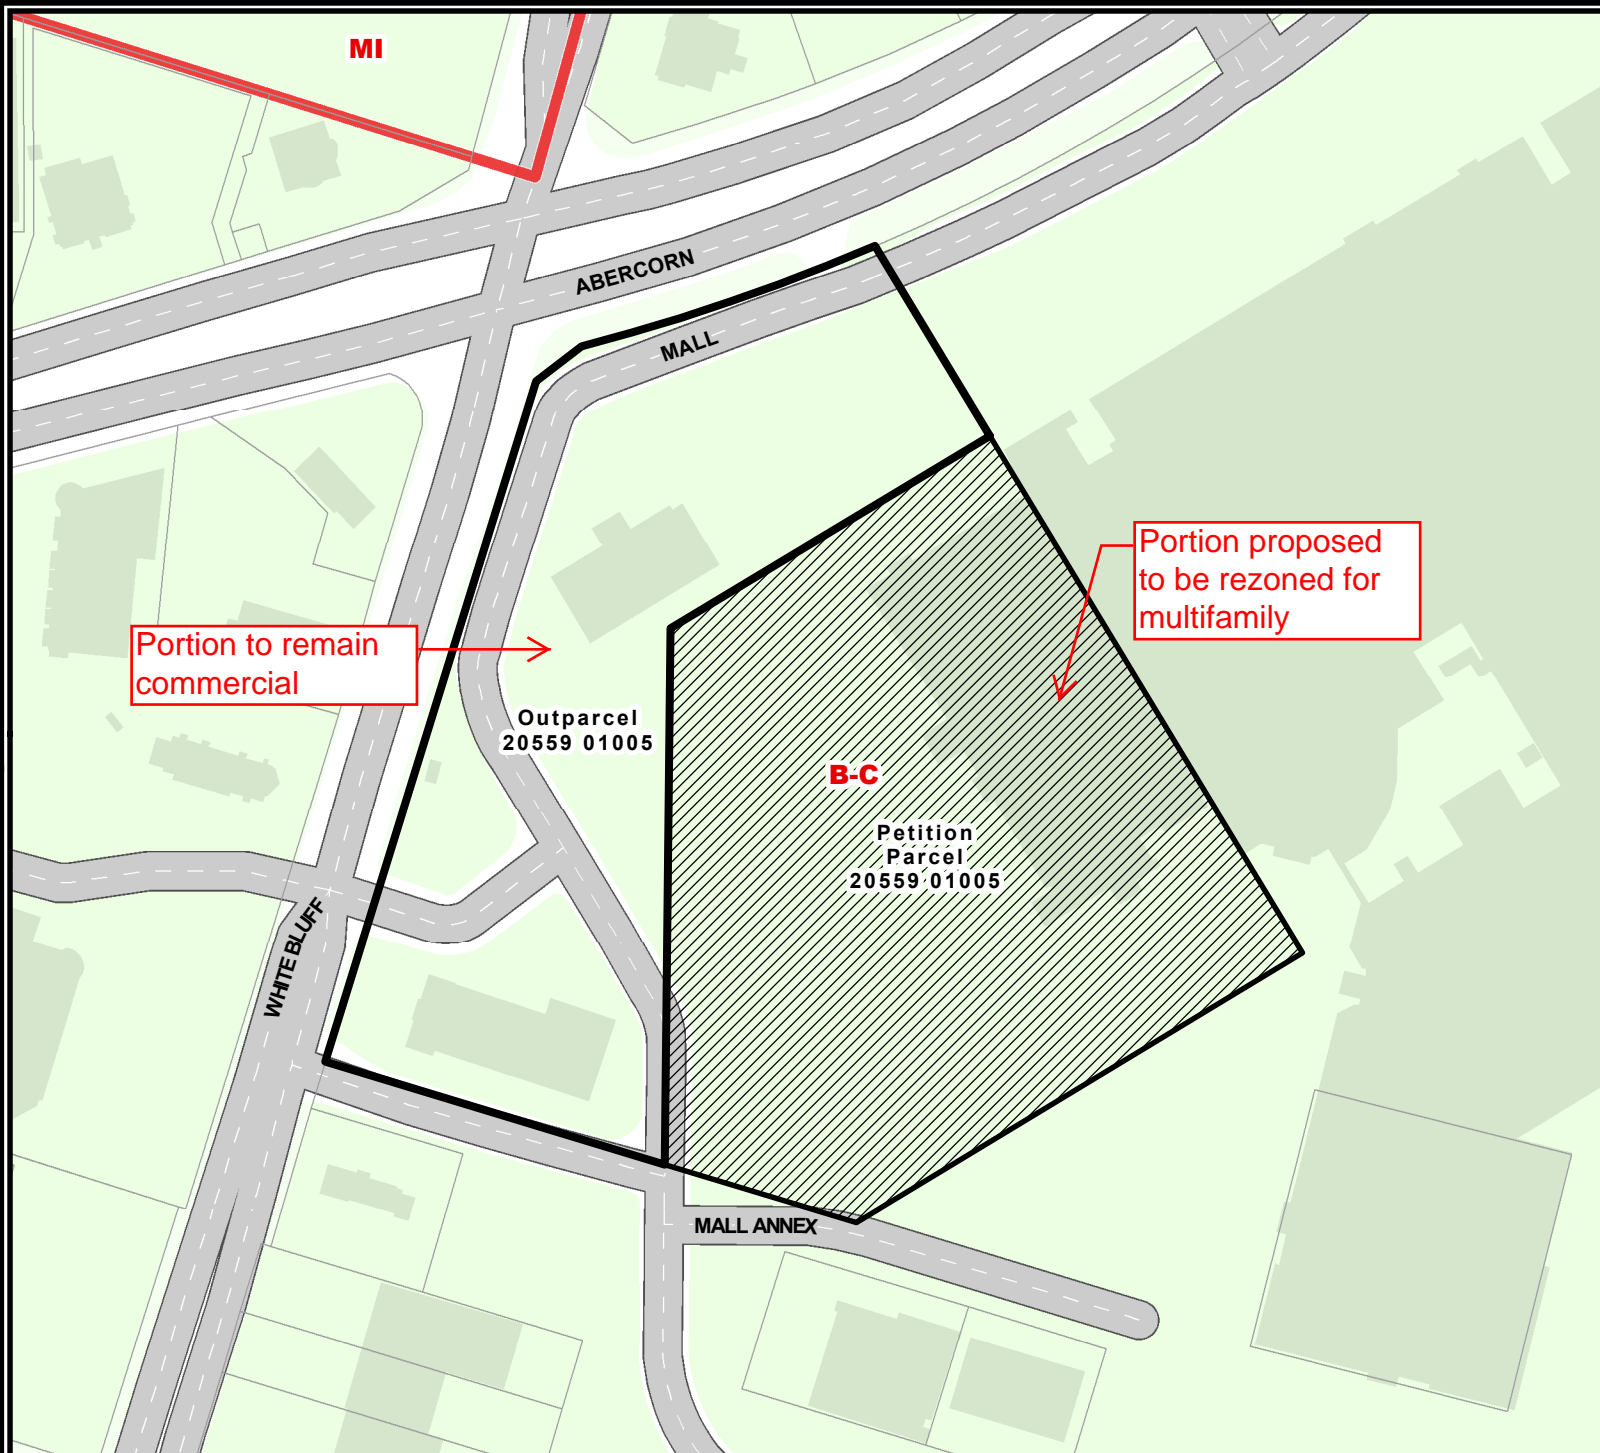 MI
ABERCORN
MALL
Portion proposed
to be rezoned for
multifamily
Portion to remain
commercial
Outparcel
20559 01005
B-C
Petition
Parcel
20559 01005
WHITE BLUFF
MALL ANNEX